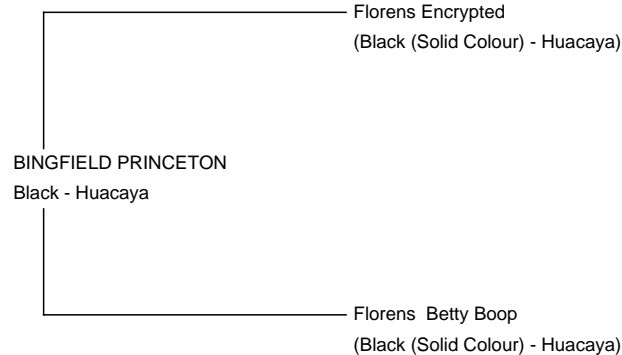 Florens Encrypted
(Black (Solid Colour) - Huacaya)
BINGFIELD PRINCETON
Black - Huacaya
Florens  Betty Boop
(Black (Solid Colour) - Huacaya)